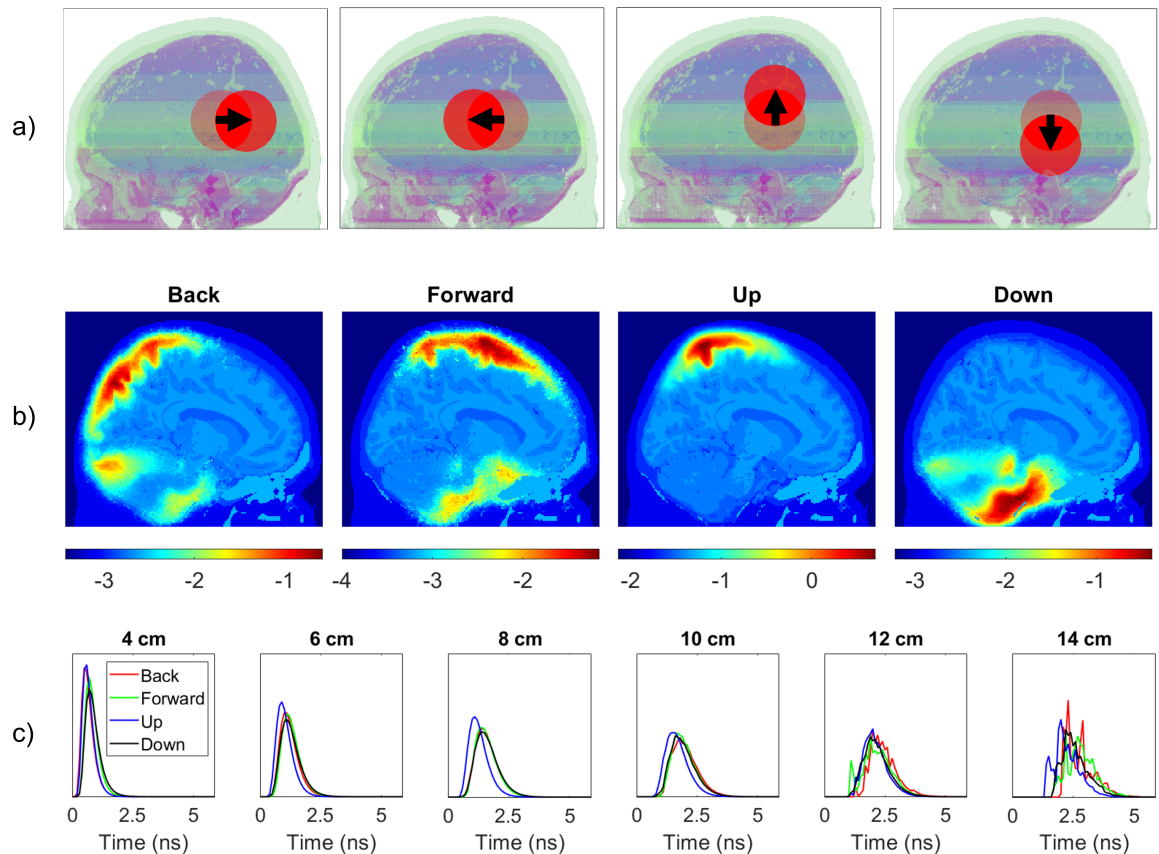 a)
Back Forward Up Down
b)
-3 -2 -1 -4 -3 -2 -2 -1 0 -3 -2 -1
4 cm 6 cm 8 cm 10 cm 12 cm 14 cm
Back
Forward
Up
Down
c)
0 2.5 5 0 2.5 5 0 2.5 5 0 2.5 5 0 2.5 5 0 2.5 5
Time (ns) Time (ns) Time (ns) Time (ns) Time (ns) Time (ns)